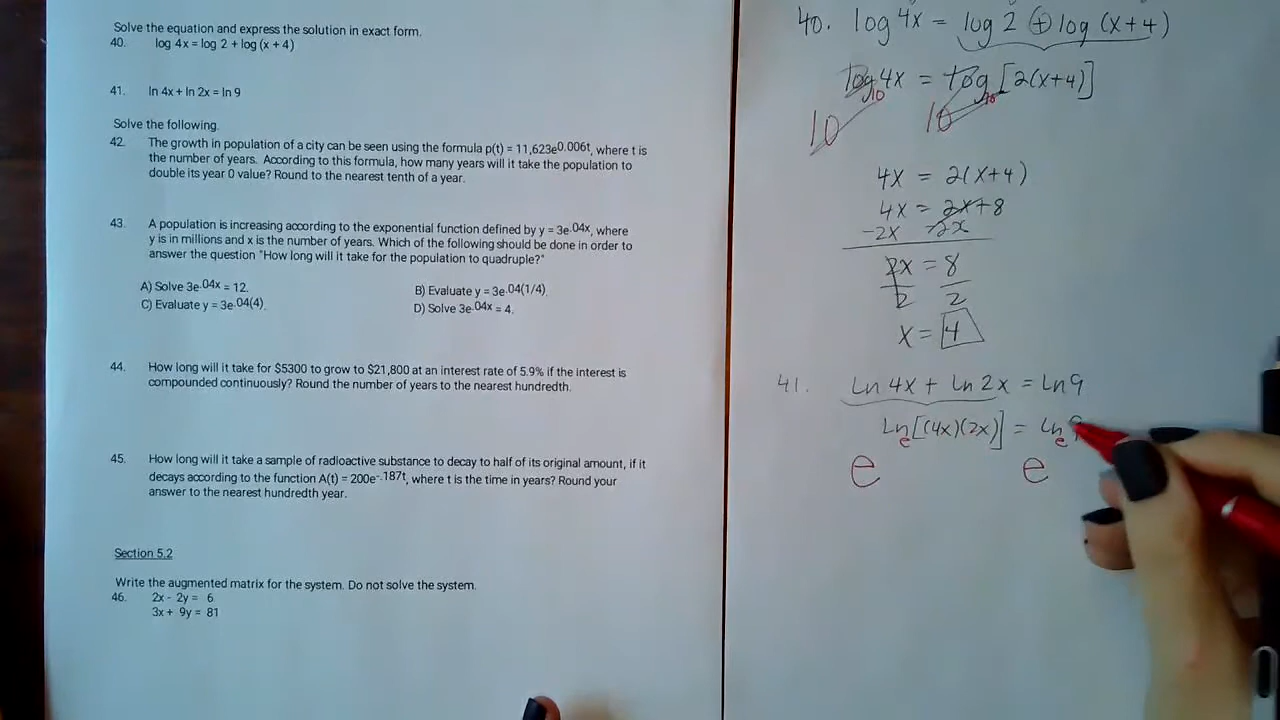 Solve the equation and express the solution in exact form.
40. log 4x = log 2 + log (x + 4)
41. ln 4x + ln 2x = ln 9
Solve the following.
42. The growth in population of a city can be seen using the formula p(t) = 11,623e0.006t, where t is
the number of years. According to this formula, how many years will it take the population to
double its year 0 value? Round to the nearest tenth of a year.
43. A population is increasing according to the exponential function defined by y = 3e.04x, where
y is in millions and x is the number of years. Which of the following should be done in order to
answer the question "How long will it take for the population to quadruple?"
A) Solve 3e.04x = 12. B) Evaluate y = 3e.04(1/4).
C) Evaluate y = 3e.04(4). D) Solve 3e.04x = 4.
44. How long will it take for $5300 to grow to $21,800 at an interest rate of 5.9% if the interest is
compounded continuously? Round the number of years to the nearest hundredth.
45. How long will it take a sample of radioactive substance to decay to half of its original amount, if it
decays according to the function A(t) = 200e-.187t, where t is the time in years? Round your
answer to the nearest hundredth year.
Section 5.2
Write the augmented matrix for the system. Do not solve the system.
46. 2x - 2y = 6
3x + 9y = 81
40. log 4x = log 2 + log (x+4)
log10 4x = log10 [2(x+4)]
10 10
4x = 2(x+4)
4x = 2x+8
-2x -2x
2x = 8
2 2
x = 4
41. ln 4x + ln 2x = ln 9
ln e [(4x)(2x)] = ln e 9
e e